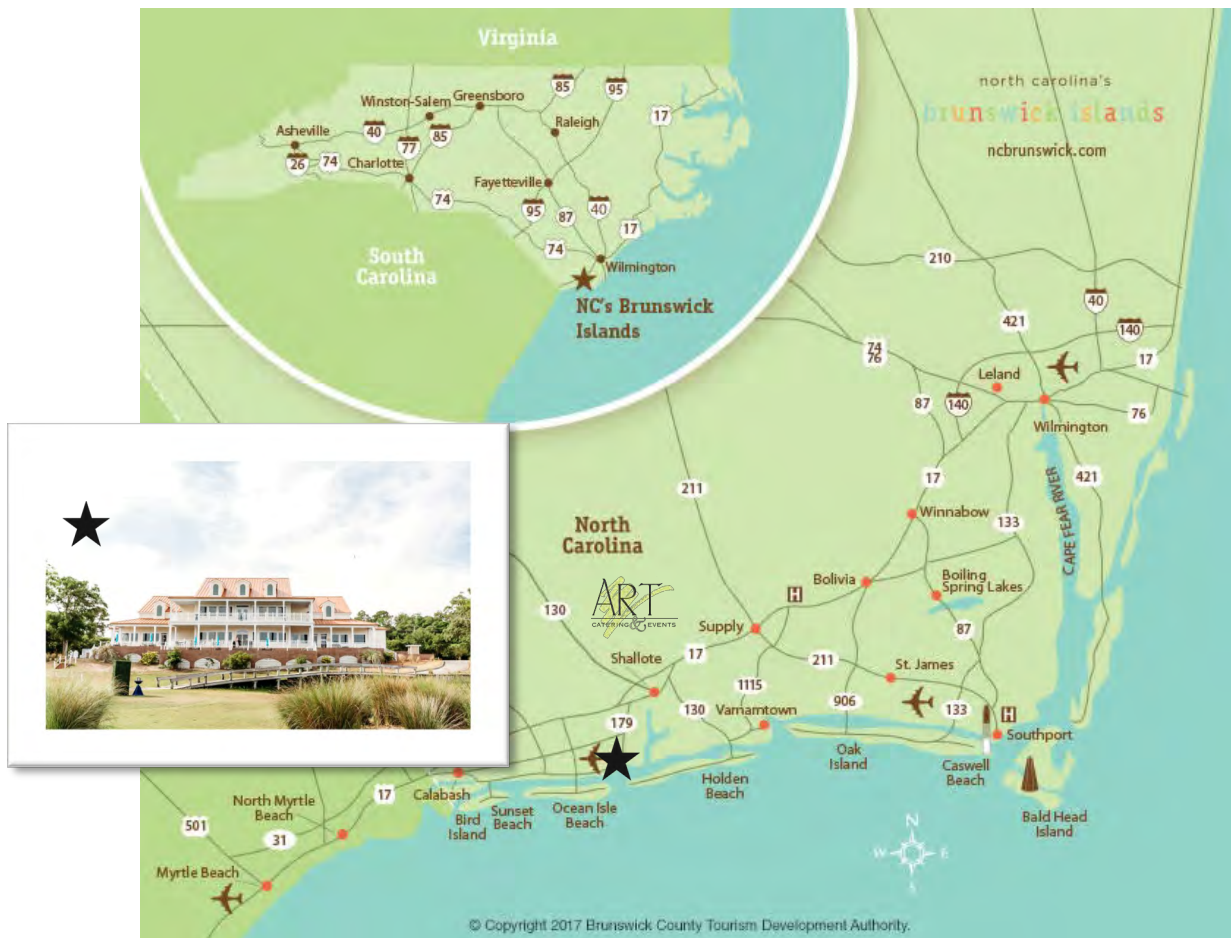 Virginia
Winston-Salem
Greensboro
85
95
Asheville
40
77
85
Raleigh
17
26
74
Charlotte
Fayetteville
74
95
87
40
17
74
South
Carolina
Wilmington
NC's Brunswick
Islands
north carolina's
brunswick islands
ncbrunswick.com
210
40
421
140
74
76
17
Leland
87
140
76
Wilmington
17
421
211
CAPE FEAR RIVER
Winnabow
133
North
Carolina
Bolivia
Boiling
Spring Lakes
H
130
ART
CATERING & EVENTS
Supply
87
Shallote
17
211
St. James
1115
179
130
Varnamtown
906
133
H
Southport
Oak
Island
Caswell
Beach
Holden
Beach
Calabash
17
North Myrtle
Beach
Bird
Island
Sunset
Beach
Ocean Isle
Beach
Bald Head
Island
501
31
N
W
E
S
Myrtle Beach
© Copyright 2017 Brunswick County Tourism Development Authority.